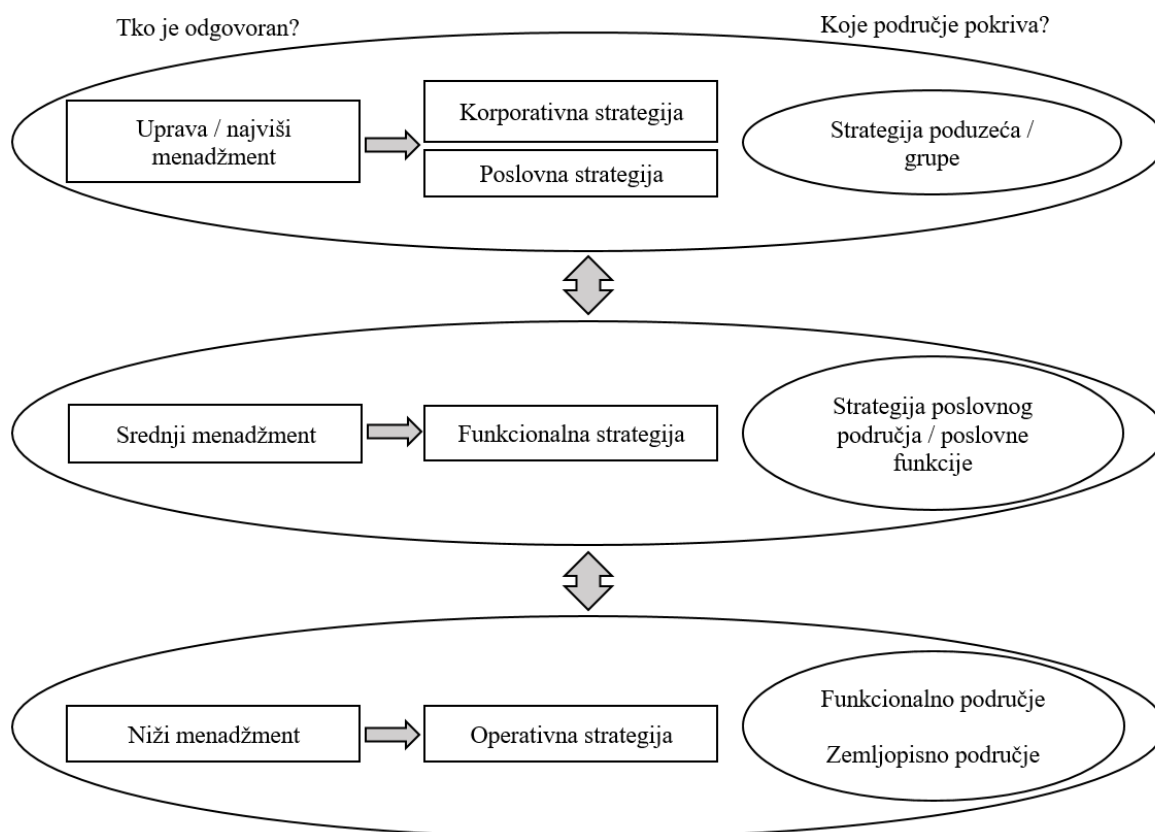 Tko je odgovoran?
Koje područje pokriva?
Uprava / najviši
menadžment
Korporativna strategija
Poslovna strategija
Strategija poduzeća /
grupe
Srednji menadžment
Funkcionalna strategija
Strategija poslovnog
područja / poslovne
funkcije
Niži menadžment
Operativna strategija
Funkcionalno područje
Zemljopisno područje